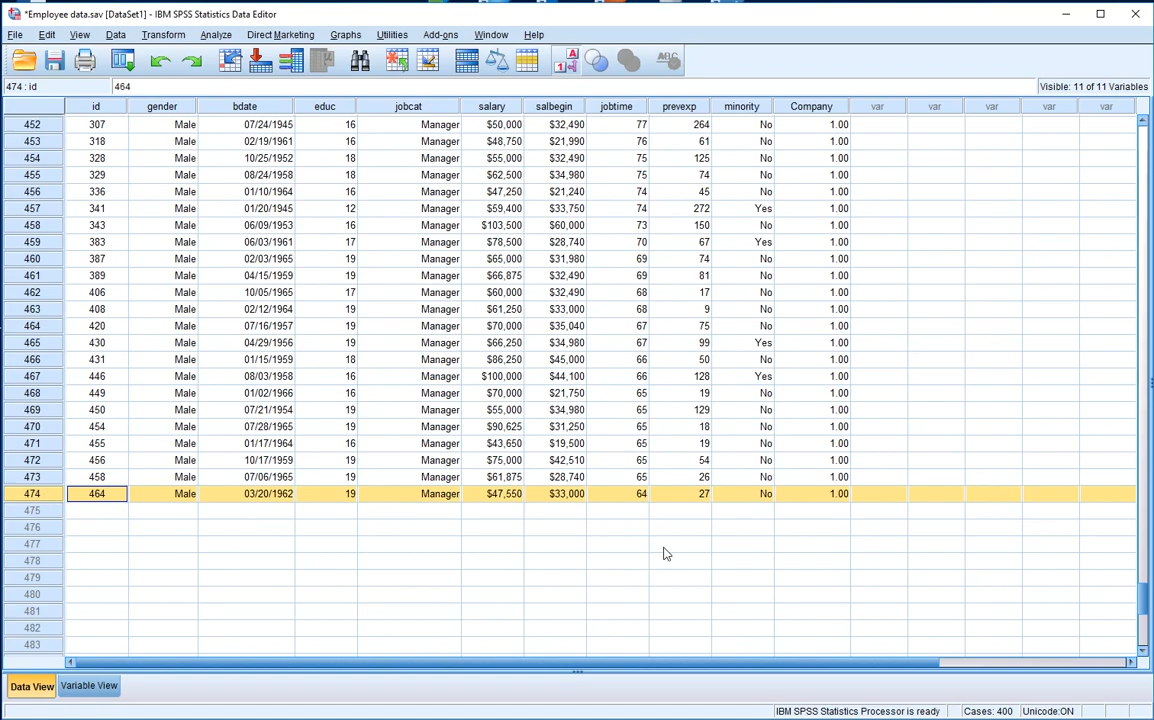 *Employee data.sav [DataSet1] - IBM SPSS Statistics Data Editor
File Edit View Data Transform Analyze Direct Marketing Graphs Utilities Add-ons Window Help
A 1 ABC
474 : id 464 Visible: 11 of 11 Variables
id gender bdate educ jobcat salary salbegin jobtime prevexp minority Company var var var var var
452 307 Male 07/24/1945 16 Manager $50,000 $32,490 77 264 No 1.00
453 318 Male 02/19/1961 16 Manager $48,750 $21,990 76 61 No 1.00
454 328 Male 10/25/1952 18 Manager $55,000 $32,490 75 125 No 1.00
455 329 Male 08/24/1958 18 Manager $62,500 $34,980 75 74 No 1.00
456 336 Male 01/10/1964 16 Manager $47,250 $21,240 74 45 No 1.00
457 341 Male 01/20/1945 12 Manager $59,400 $33,750 74 272 Yes 1.00
458 343 Male 06/09/1953 16 Manager $103,500 $60,000 73 150 No 1.00
459 383 Male 06/03/1961 17 Manager $78,500 $28,740 70 67 Yes 1.00
460 387 Male 02/03/1965 19 Manager $65,000 $31,980 69 74 No 1.00
461 389 Male 04/15/1959 19 Manager $66,875 $32,490 69 81 No 1.00
462 406 Male 10/05/1965 17 Manager $60,000 $32,490 68 17 No 1.00
463 408 Male 02/12/1964 19 Manager $61,250 $33,000 68 9 No 1.00
464 420 Male 07/16/1957 19 Manager $70,000 $35,040 67 75 No 1.00
465 430 Male 04/29/1956 19 Manager $66,250 $34,980 67 99 Yes 1.00
466 431 Male 01/15/1959 18 Manager $86,250 $45,000 66 50 No 1.00
467 446 Male 08/03/1958 16 Manager $100,000 $44,100 66 128 Yes 1.00
468 449 Male 01/02/1966 16 Manager $70,000 $21,750 65 19 No 1.00
469 450 Male 07/21/1954 19 Manager $55,000 $34,980 65 129 No 1.00
470 454 Male 07/28/1965 19 Manager $90,625 $31,250 65 18 No 1.00
471 455 Male 01/17/1964 16 Manager $43,650 $19,500 65 19 No 1.00
472 456 Male 10/17/1959 19 Manager $75,000 $42,510 65 54 No 1.00
473 458 Male 07/06/1965 19 Manager $61,875 $28,740 65 26 No 1.00
474 464 Male 03/20/1962 19 Manager $47,550 $33,000 64 27 No 1.00
475
476
477
478
479
480
481
482
483
Data View Variable View
IBM SPSS Statistics Processor is ready Cases: 400 Unicode:ON